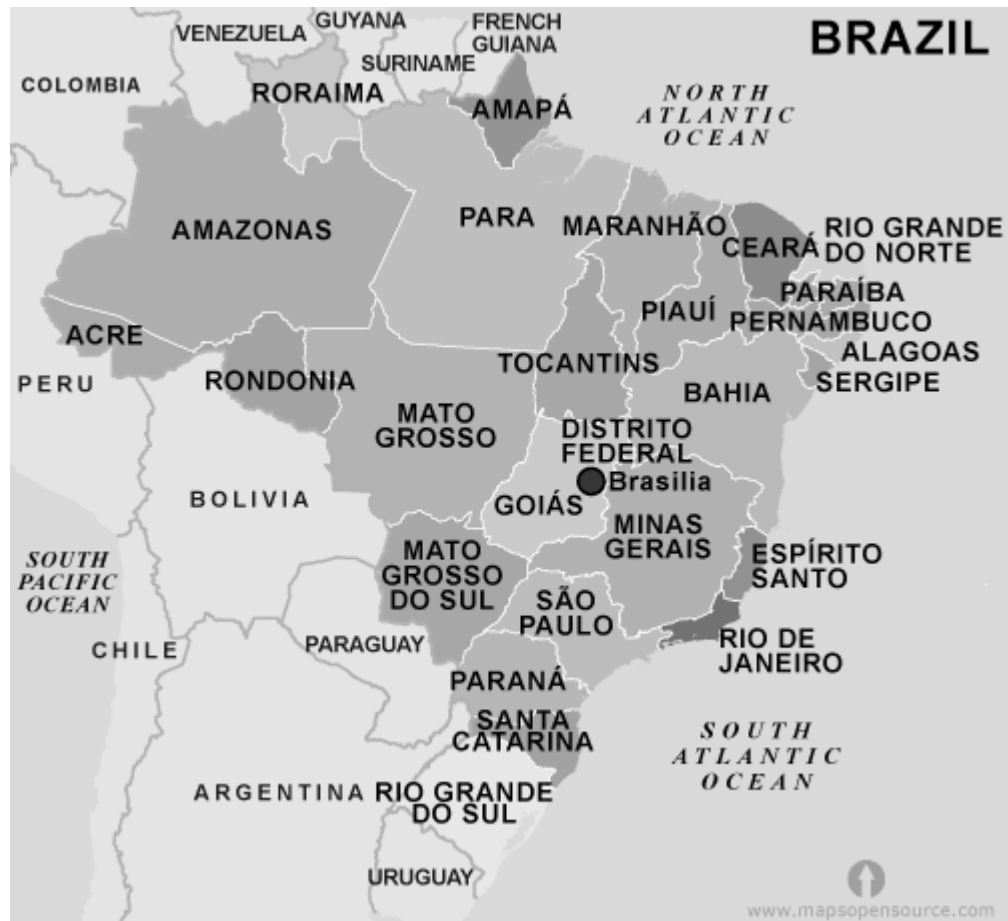 BRAZIL
GUYANA
FRENCH
GUIANA
VENEZUELA
SURINAME
COLOMBIA
RORAIMA
AMAPÁ
NORTH
ATLANTIC
OCEAN
AMAZONAS
PARA
MARANHÃO
CEARÁ
RIO GRANDE
DO NORTE
PARAÍBA
PIAUÍ
PERNAMBUCO
ACRE
ALAGOAS
TOCANTINS
RONDONIA
SERGIPE
PERU
BAHIA
MATO
GROSSO
DISTRITO
FEDERAL
Brasilia
BOLIVIA
GOIÁS
MINAS
GERAIS
SOUTH
PACIFIC
OCEAN
MATO
GROSSO
DO SUL
ESPÍRITO
SANTO
SÃO
PAULO
CHILE
PARAGUAY
RIO DE
JANEIRO
PARANÁ
SANTA
CATARINA
SOUTH
ATLANTIC
OCEAN
ARGENTINA
RIO GRANDE
DO SUL
URUGUAY
www.mapsopensource.com